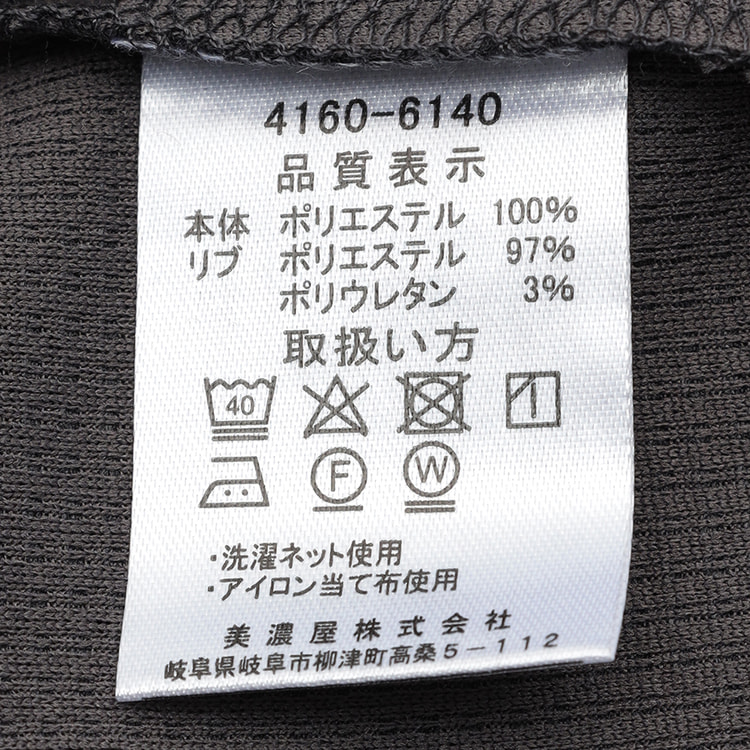 4160-6140
品質表示
本体 ポリエステル 100%
リブ ポリエステル 97%
ポリウレタン 3%
取扱い方
40
F W
・洗濯ネット使用
・アイロン当て布使用
美濃屋株式会社
岐阜県岐阜市柳津町高桑5-112